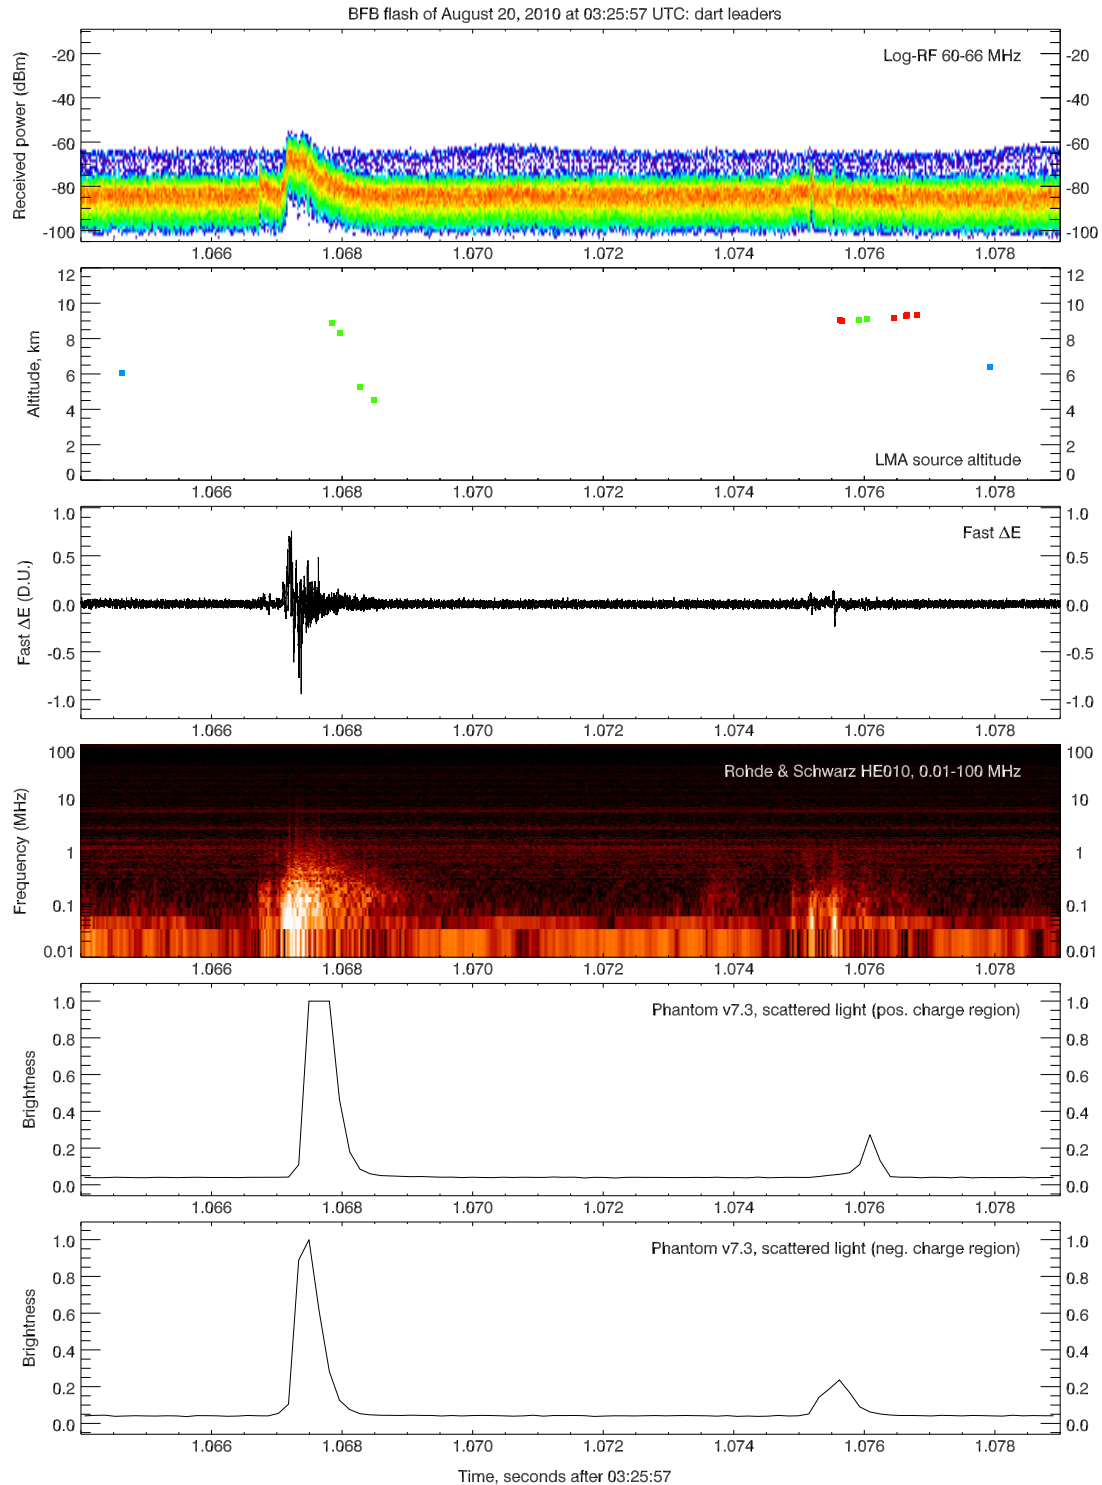 BFB flash of August 20, 2010 at 03:25:57 UTC: dart leaders
Log-RF 60-66 MHz
Received power (dBm)
-20 -20
-40 -40
-60 -60
-80 -80
-100 -100
1.066 1.068 1.070 1.072 1.074 1.076 1.078
Altitude, km
12 12
10 10
8 8
6 6
4 4
2 2
0 0
LMA source altitude
1.066 1.068 1.070 1.072 1.074 1.076 1.078
Fast ΔE
Fast ΔE (D.U.)
1.0 1.0
0.5 0.5
0.0 0.0
-0.5 -0.5
-1.0 -1.0
1.066 1.068 1.070 1.072 1.074 1.076 1.078
Rohde & Schwarz HE010, 0.01-100 MHz
Frequency (MHz)
100 100
10 10
1 1
0.1 0.1
0.01 0.01
1.066 1.068 1.070 1.072 1.074 1.076 1.078
Phantom v7.3, scattered light (pos. charge region)
Brightness
1.0 1.0
0.8 0.8
0.6 0.6
0.4 0.4
0.2 0.2
0.0 0.0
1.066 1.068 1.070 1.072 1.074 1.076 1.078
Phantom v7.3, scattered light (neg. charge region)
Brightness
1.0 1.0
0.8 0.8
0.6 0.6
0.4 0.4
0.2 0.2
0.0 0.0
1.066 1.068 1.070 1.072 1.074 1.076 1.078
Time, seconds after 03:25:57